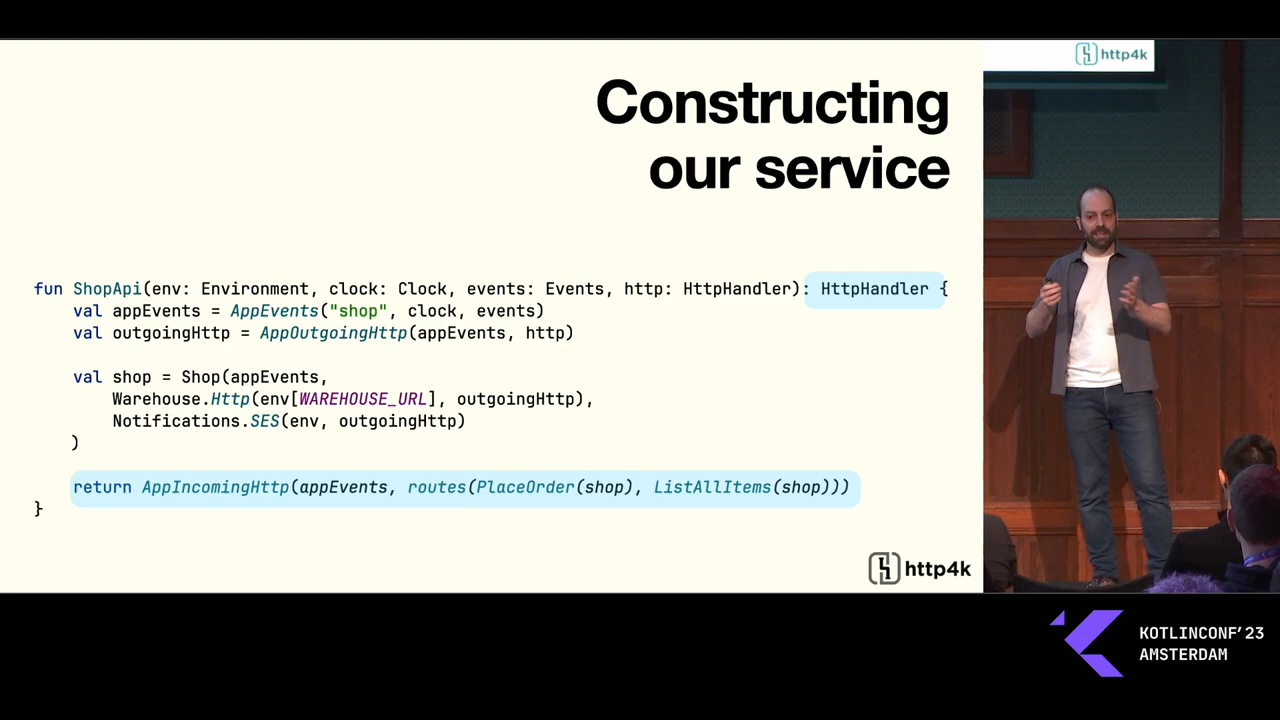 Constructing
our service
fun ShopApi(env: Environment, clock: Clock, events: Events, http: HttpHandler): HttpHandler {
    val appEvents = AppEvents("shop", clock, events)
    val outgoingHttp = AppOutgoingHttp(appEvents, http)
    val shop = Shop(appEvents,
        Warehouse.Http(env[WAREHOUSE_URL], outgoingHttp),
        Notifications.SES(env, outgoingHttp)
    )
    return AppIncomingHttp(appEvents, routes(PlaceOrder(shop), ListAllItems(shop)))
}
http4k
http4k
KOTLINCONF'23
AMSTERDAM